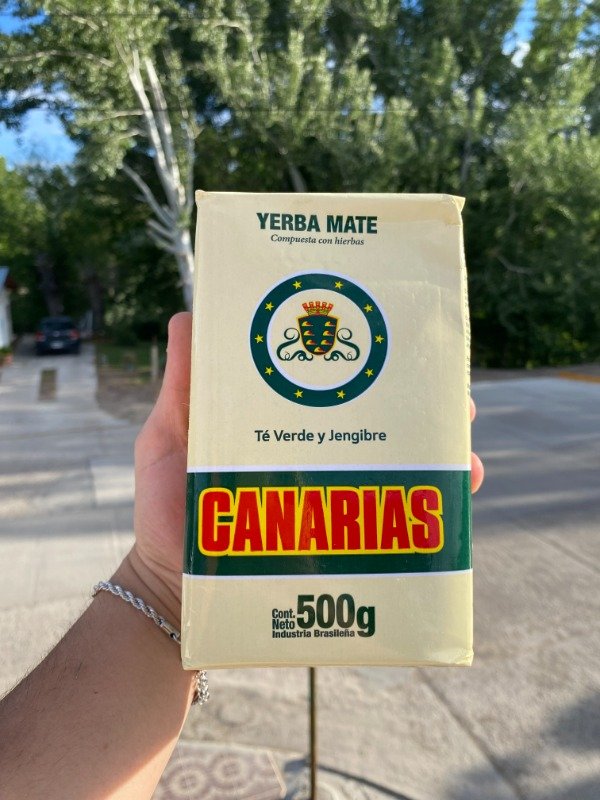 YERBA MATE
Compuesta con hierbas
Té Verde y Jengibre
CANARIAS
Cont. Neto 500g
Industria Brasileña